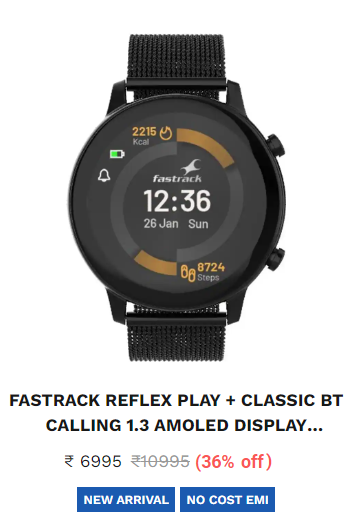 2215
Kcal
fastrack
12:36
26 Jan Sun
8724
Steps
FASTRACK REFLEX PLAY + CLASSIC BT
CALLING 1.3 AMOLED DISPLAY...
₹ 6995 ₹10995 (36% off)
NEW ARRIVAL NO COST EMI